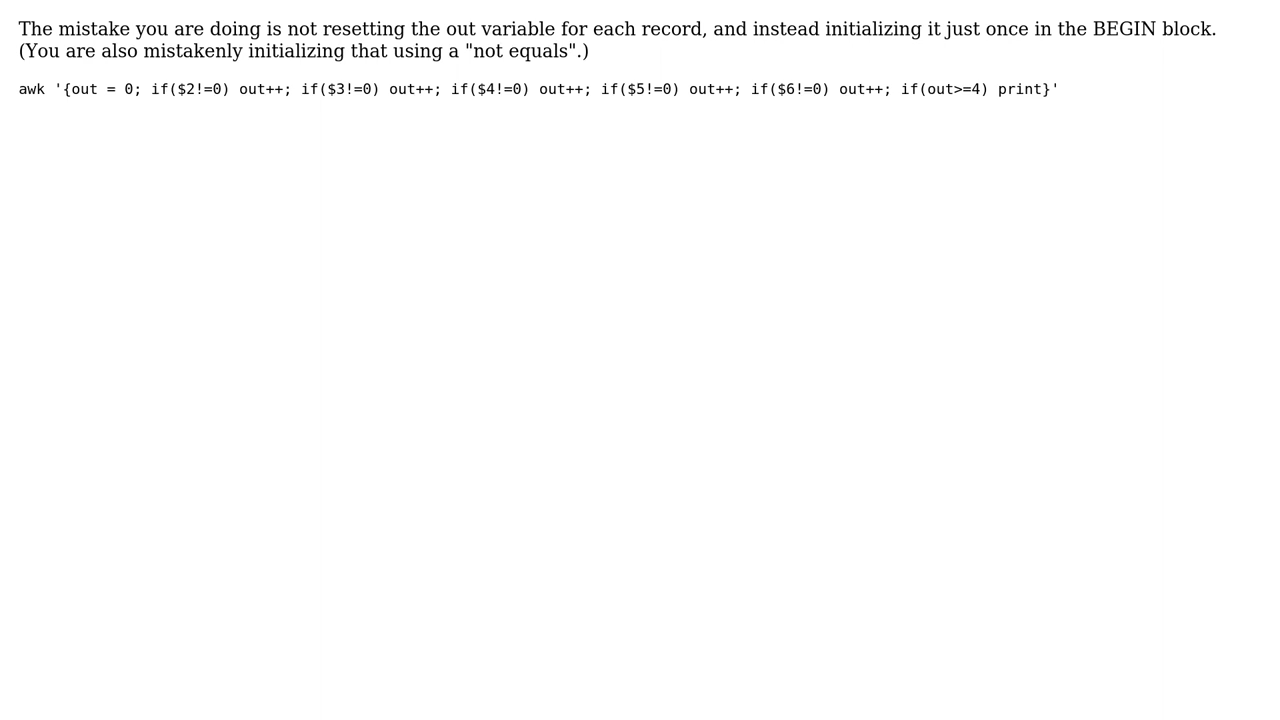 The mistake you are doing is not resetting the out variable for each record, and instead initializing it just once in the BEGIN block.
(You are also mistakenly initializing that using a "not equals".)
awk '{out = 0; if($2!=0) out++; if($3!=0) out++; if($4!=0) out++; if($5!=0) out++; if($6!=0) out++; if(out>=4) print}'